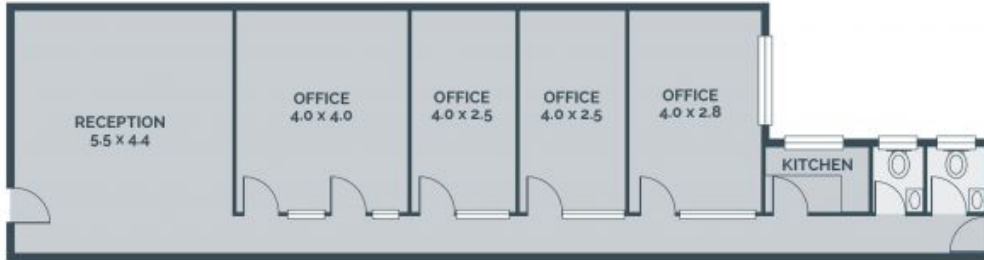 RECEPTION
5.5 x 4.4
OFFICE
4.0 x 4.0
OFFICE
4.0 x 2.5
OFFICE
4.0 x 2.5
OFFICE
4.0 x 2.8
KITCHEN